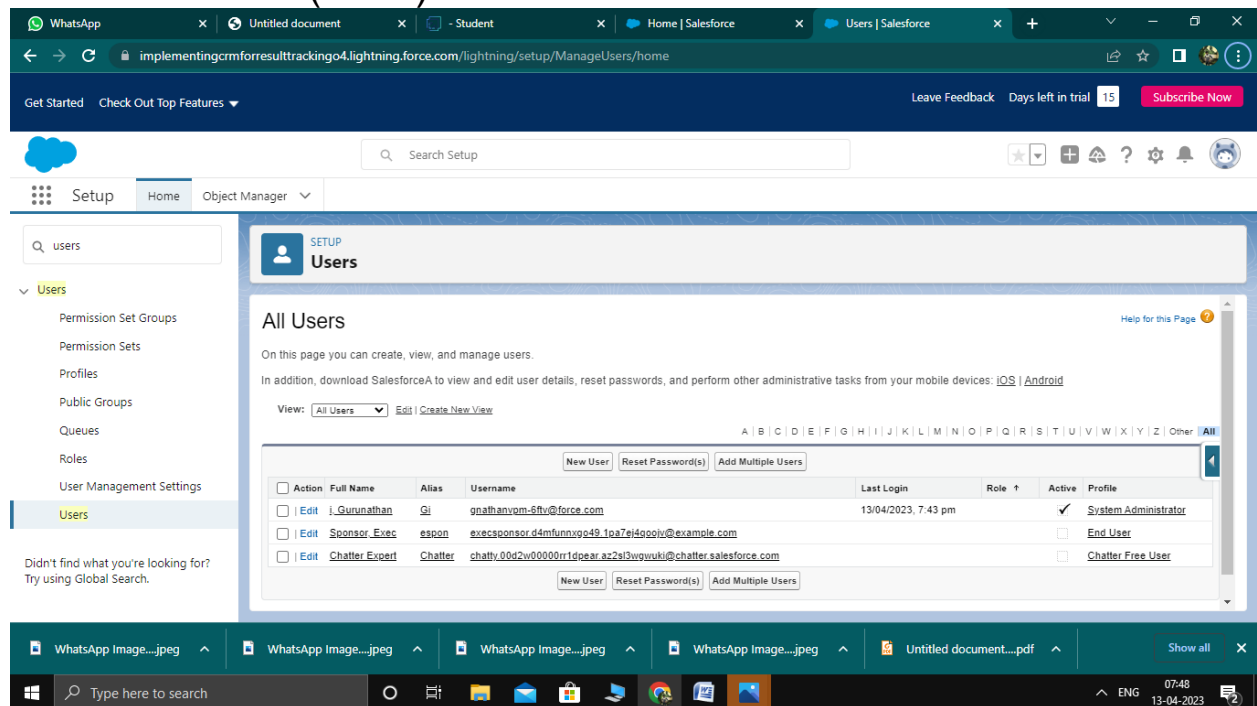 WhatsApp
Untitled document
- Student
Home | Salesforce
Users | Salesforce
implementingcrmforresulttrackingo4.lightning.force.com/lightning/setup/ManageUsers/home
Get Started Check Out Top Features
Leave Feedback Days left in trial 15 Subscribe Now
Search Setup
Setup Home Object Manager
users
SETUP
Users
Users
Permission Set Groups
Permission Sets
Profiles
Public Groups
Queues
Roles
User Management Settings
Users
Didn't find what you're looking for?
Try using Global Search.
All Users
Help for this Page
On this page you can create, view, and manage users.
In addition, download SalesforceA to view and edit user details, reset passwords, and perform other administrative tasks from your mobile devices: iOS | Android
View: All Users Edit | Create New View
A | B | C | D | E | F | G | H | I | J | K | L | M | N | O | P | Q | R | S | T | U | V | W | X | Y | Z | Other All
New User Reset Password(s) Add Multiple Users
Action Full Name Alias Username Last Login Role ↑ Active Profile
| Edit i, Gurunathan Gi gnathanvpm-6ftv@force.com 13/04/2023, 7:43 pm System Administrator
| Edit Sponsor, Exec espon execsponsor.d4mfunnxgo49.1pa7ej4goojv@example.com End User
| Edit Chatter Expert Chatter chatty.00d2w00000rr1dpear.az2sl3wgwuki@chatter.salesforce.com Chatter Free User
New User Reset Password(s) Add Multiple Users
WhatsApp Image....jpeg
WhatsApp Image....jpeg
WhatsApp Image....jpeg
WhatsApp Image....jpeg
Untitled document....pdf
Show all
Type here to search
ENG
07:48
13-04-2023
2